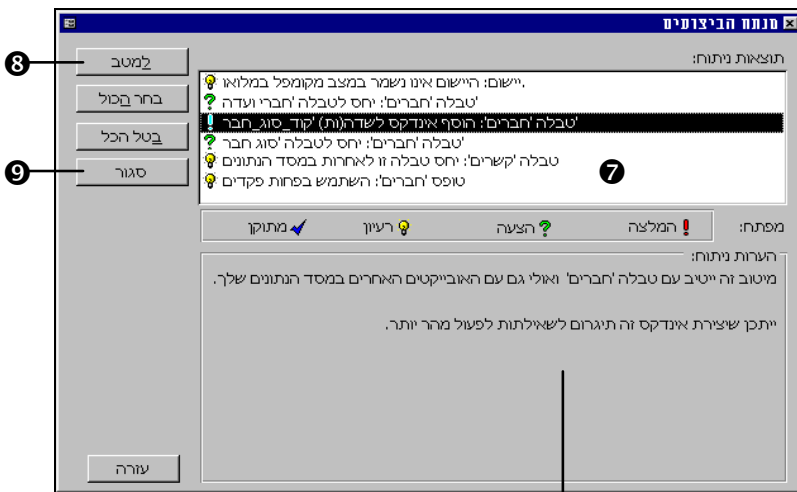 מנתח הביצועים
תוצאות ניתוח:
יישום: היישום אינו נשמר במצב מקומפל במלואו.
טבלה 'חברים': יחס לטבלה 'חברי ועדה'
טבלה 'חברים': הוסף אינדקס לשדה(ות) 'קוד_סוג_חבר'
טבלה 'חברים': יחס לטבלה 'סוג חבר'
טבלה 'קשרים': יחס טבלה זו לאחרות במסד הנתונים
טופס 'חברים': השתמש בפחות פקדים
7
למטב
8
בחר הכול
בטל הכל
סגור
9
מפתח: המלצה הצעה רעיון מתוקן
הערות ניתוח:
מיטוב זה ייטיב עם טבלה 'חברים' ואולי גם עם האובייקטים האחרים במסד הנתונים שלך.
ייתכן שיצירת אינדקס זה תיגרום לשאילתות לפעול מהר יותר.
עזרה